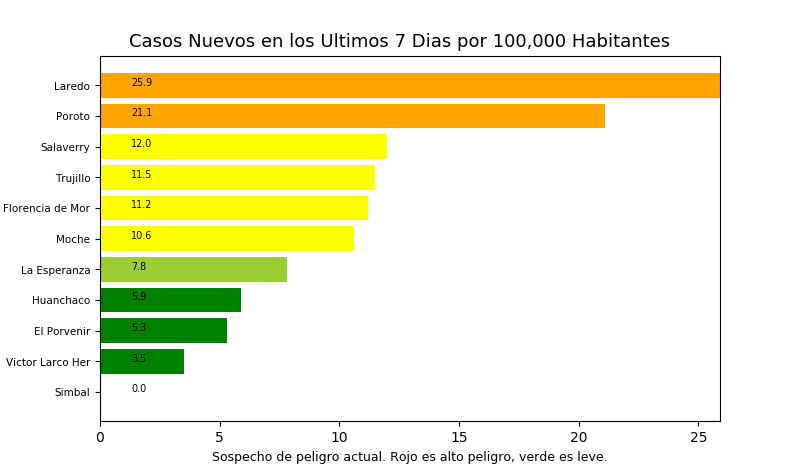 Casos Nuevos en los Ultimos 7 Dias por 100,000 Habitantes
Laredo 25.9
Poroto 21.1
Salaverry 12.0
Trujillo 11.5
Florencia de Mor 11.2
Moche 10.6
La Esperanza 7.8
Huanchaco 5.9
El Porvenir 5.3
Victor Larco Her 3.5
Simbal 0.0
0 5 10 15 20 25
Sospecho de peligro actual. Rojo es alto peligro, verde es leve.